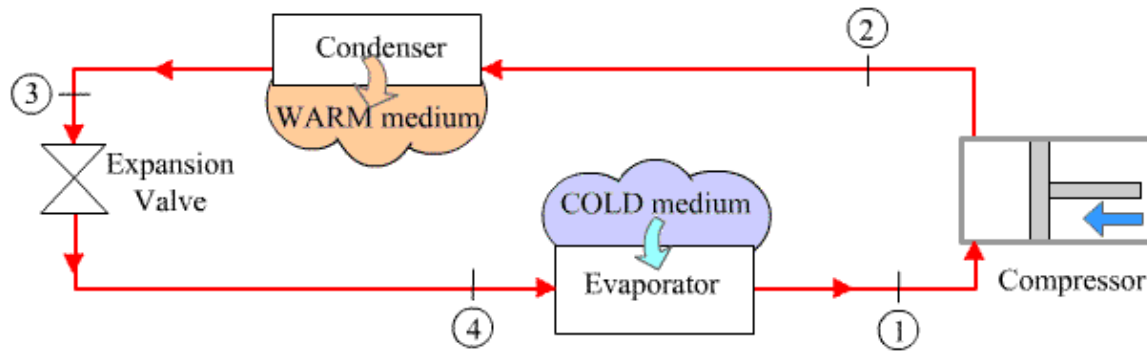 2
Condenser
3
WARM medium
Expansion
Valve
COLD medium
Evaporator
Compressor
4
1